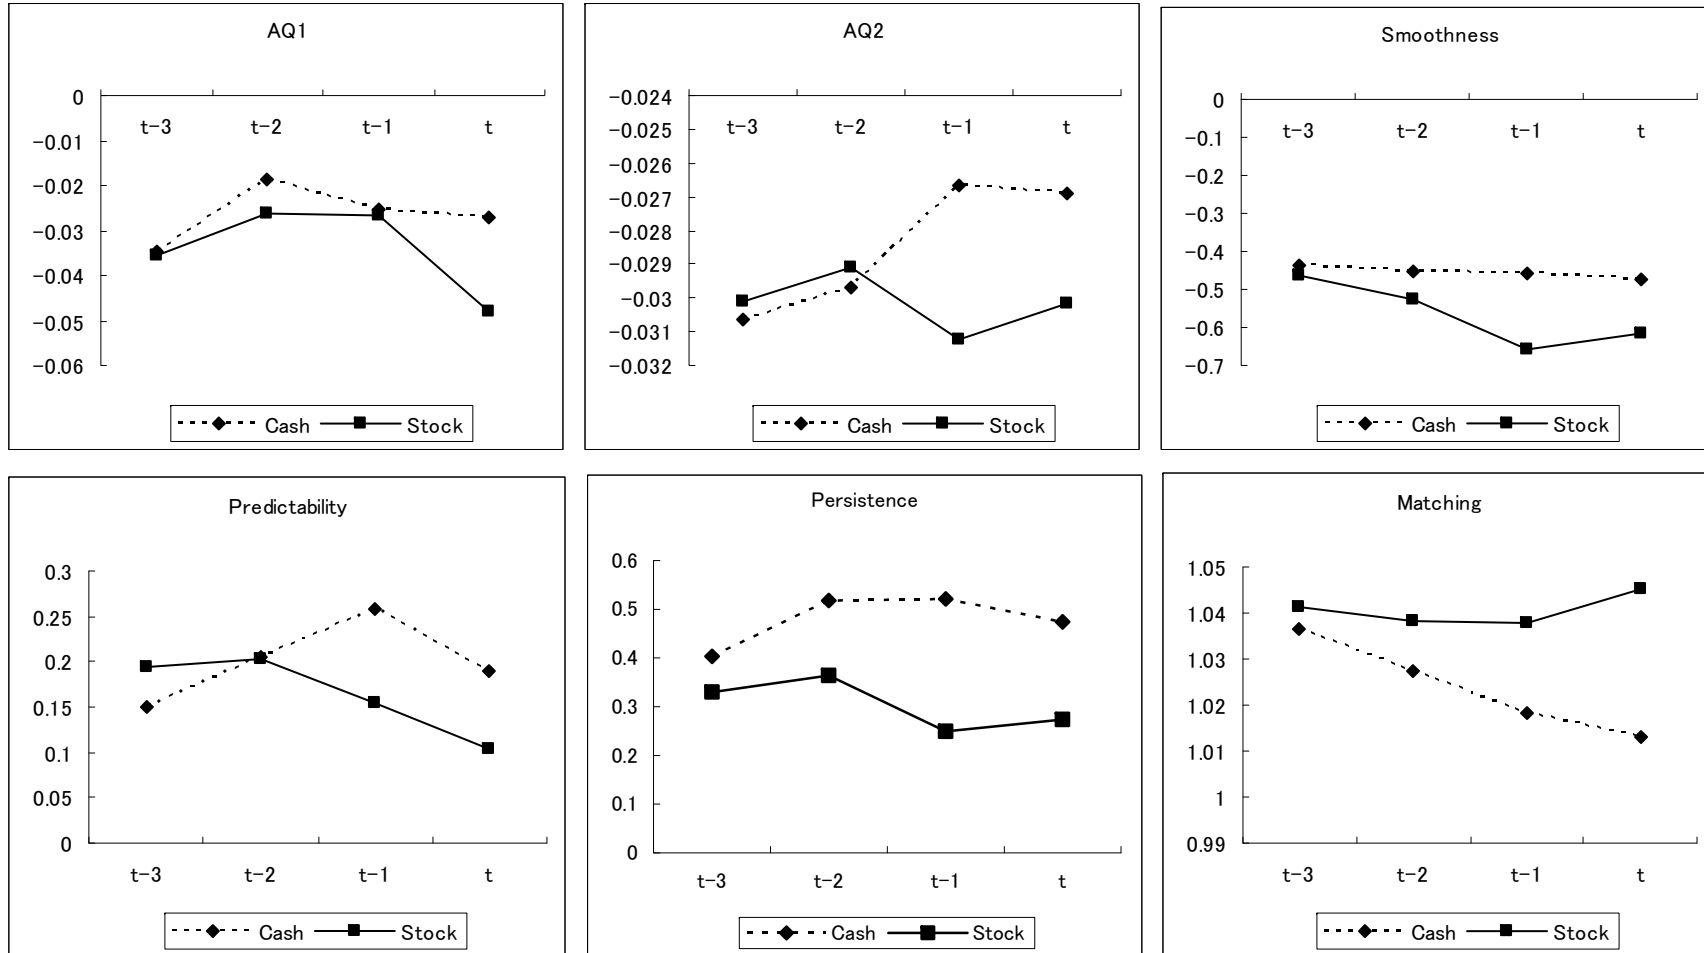 AQ1
0
-0.01
-0.02
-0.03
-0.04
-0.05
-0.06
t-3 t-2 t-1 t
Cash Stock
AQ2
-0.024
-0.025
-0.026
-0.027
-0.028
-0.029
-0.03
-0.031
-0.032
t-3 t-2 t-1 t
Cash Stock
Smoothness
0
-0.1
-0.2
-0.3
-0.4
-0.5
-0.6
-0.7
t-3 t-2 t-1 t
Cash Stock
Predictability
0.3
0.25
0.2
0.15
0.1
0.05
0
t-3 t-2 t-1 t
Cash Stock
Persistence
0.6
0.5
0.4
0.3
0.2
0.1
0
t-3 t-2 t-1 t
Cash Stock
Matching
1.05
1.04
1.03
1.02
1.01
1
0.99
t-3 t-2 t-1 t
Cash Stock